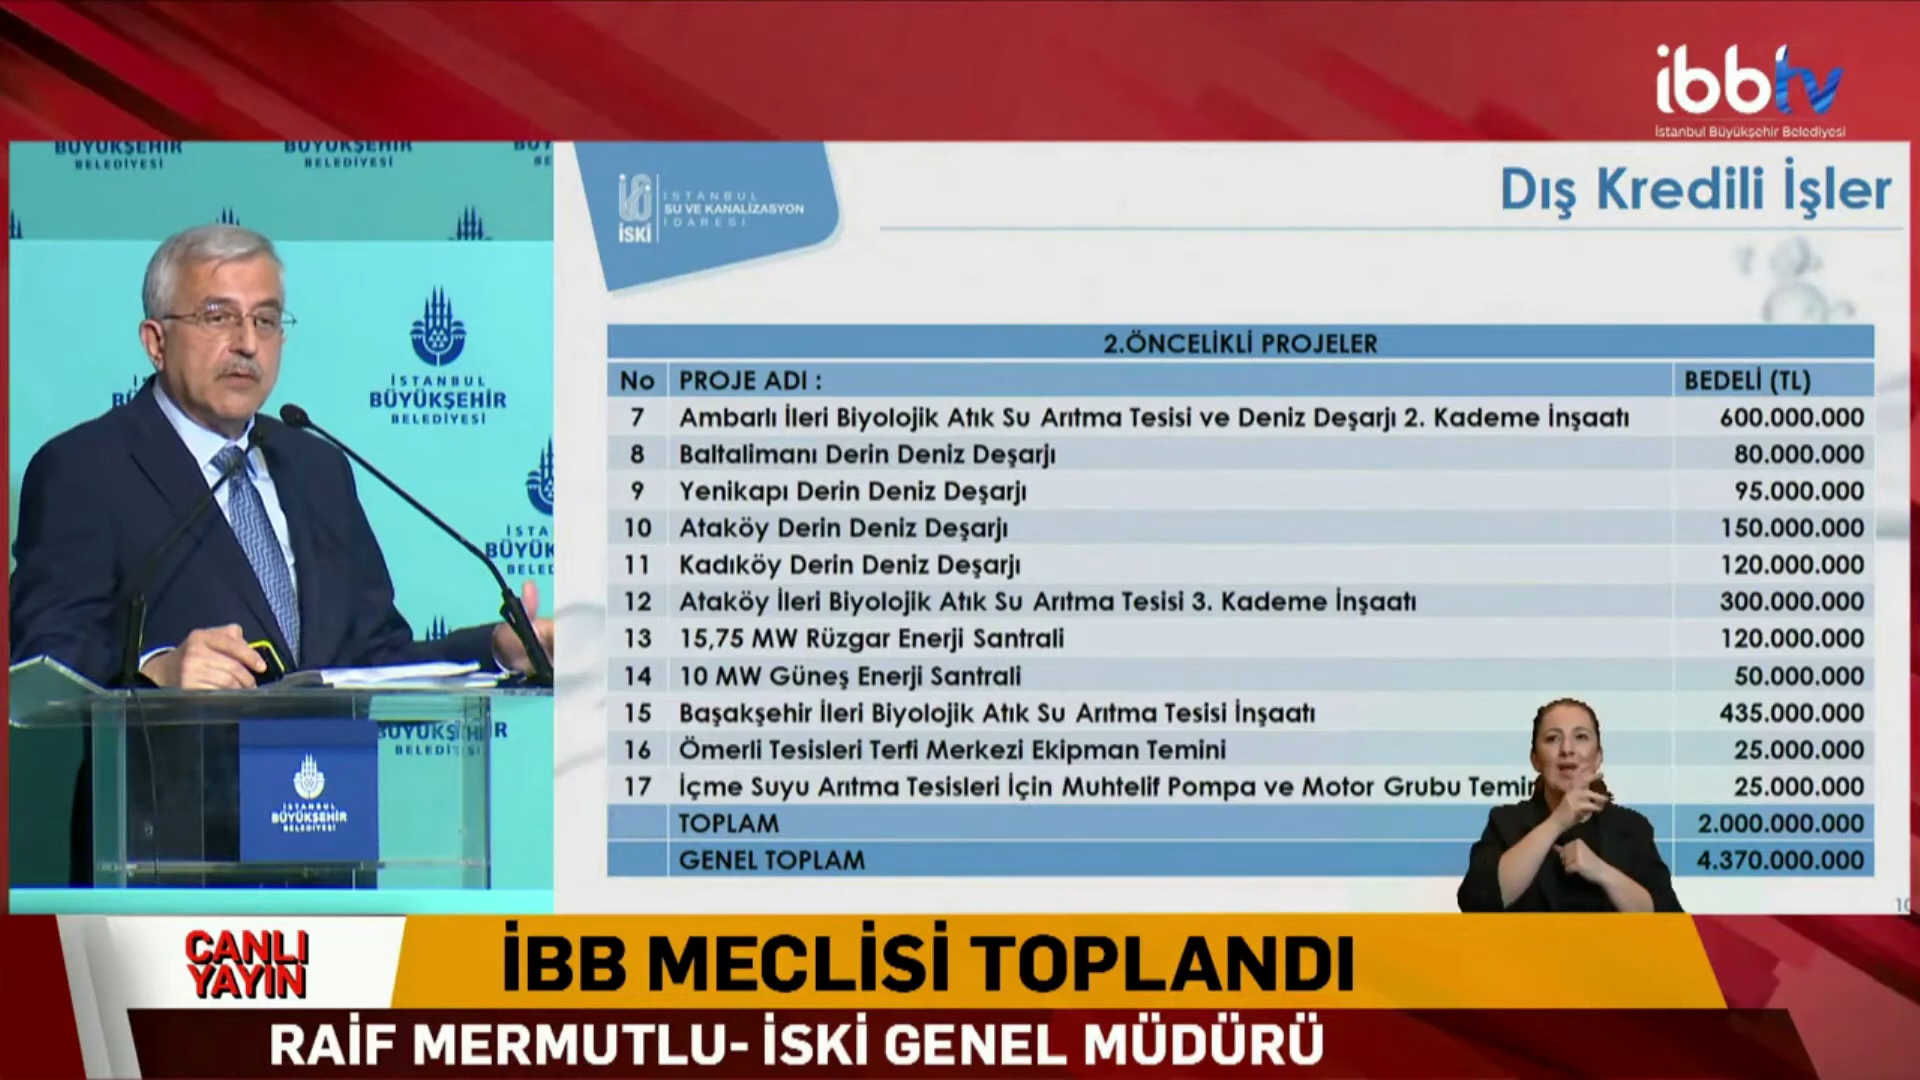 ibbtv
İstanbul Büyükşehir Belediyesi
BÜYÜKŞEHİR
BELEDİYESİ
BÜYÜKŞEHİR
BELEDİYESİ
İSTANBUL
BÜYÜKŞEHİR
BELEDİYESİ
İSTANBUL
BÜYÜKŞEHİR
BELEDİYESİ
İSKİ
İSTANBUL
SU VE KANALİZASYON
İDARESİ
Dış Kredili İşler
2.ÖNCELİKLİ PROJELER
No PROJE ADI : BEDELİ (TL)
7 Ambarlı İleri Biyolojik Atık Su Arıtma Tesisi ve Deniz Deşarjı 2. Kademe İnşaatı 600.000.000
8 Baltalimanı Derin Deniz Deşarjı 80.000.000
9 Yenikapı Derin Deniz Deşarjı 95.000.000
10 Ataköy Derin Deniz Deşarjı 150.000.000
11 Kadıköy Derin Deniz Deşarjı 120.000.000
12 Ataköy İleri Biyolojik Atık Su Arıtma Tesisi 3. Kademe İnşaatı 300.000.000
13 15,75 MW Rüzgar Enerji Santrali 120.000.000
14 10 MW Güneş Enerji Santrali 50.000.000
15 Başakşehir İleri Biyolojik Atık Su Arıtma Tesisi İnşaatı 435.000.000
16 Ömerli Tesisleri Terfi Merkezi Ekipman Temini 25.000.000
17 İçme Suyu Arıtma Tesisleri İçin Muhtelif Pompa ve Motor Grubu 25.000.000
TOPLAM 2.000.000.000
GENEL TOPLAM 4.370.000.000
CANLI
YAYIN
İBB MECLİSİ TOPLANDI
RAİF MERMUTLU- İSKİ GENEL MÜDÜRÜ